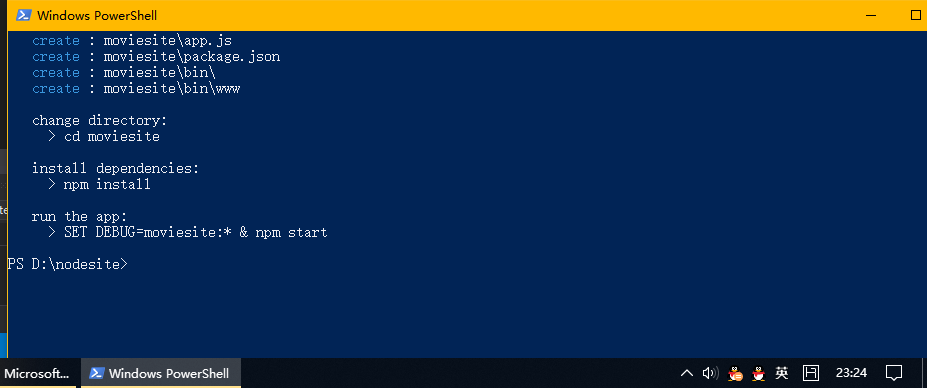 Windows PowerShell
create : moviesite\app.js
create : moviesite\package.json
create : moviesite\bin\
create : moviesite\bin\www
change directory:
> cd moviesite
install dependencies:
> npm install
run the app:
> SET DEBUG=moviesite:* & npm start
PS D:\nodesite>
Microsoft...
Windows PowerShell
英
23:24